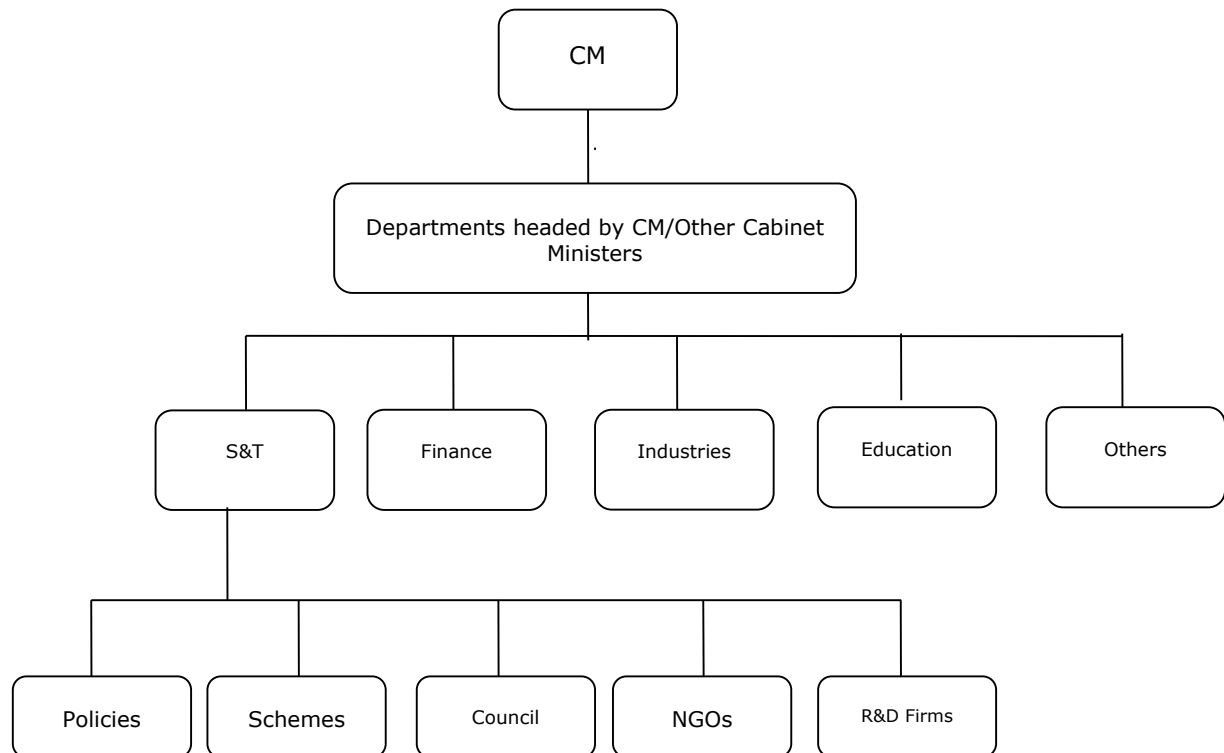 CM
Departments headed by CM/Other Cabinet
Ministers
S&T
Finance
Industries
Education
Others
Policies
Schemes
Council
NGOs
R&D Firms